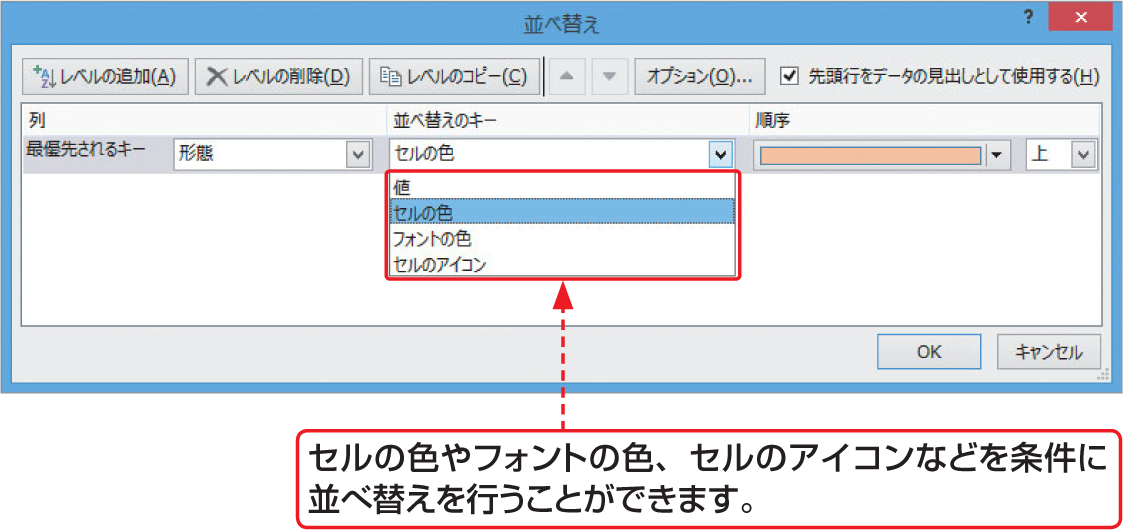 並べ替え
?
レベルの追加(A)
レベルの削除(D)
レベルのコピー(C)
オプション(O)...
先頭行をデータの見出しとして使用する(H)
列
並べ替えのキー
順序
最優先されるキー
形態
セルの色
上
値
セルの色
フォントの色
セルのアイコン
OK
キャンセル
セルの色やフォントの色、セルのアイコンなどを条件に
並べ替えを行うことができます。